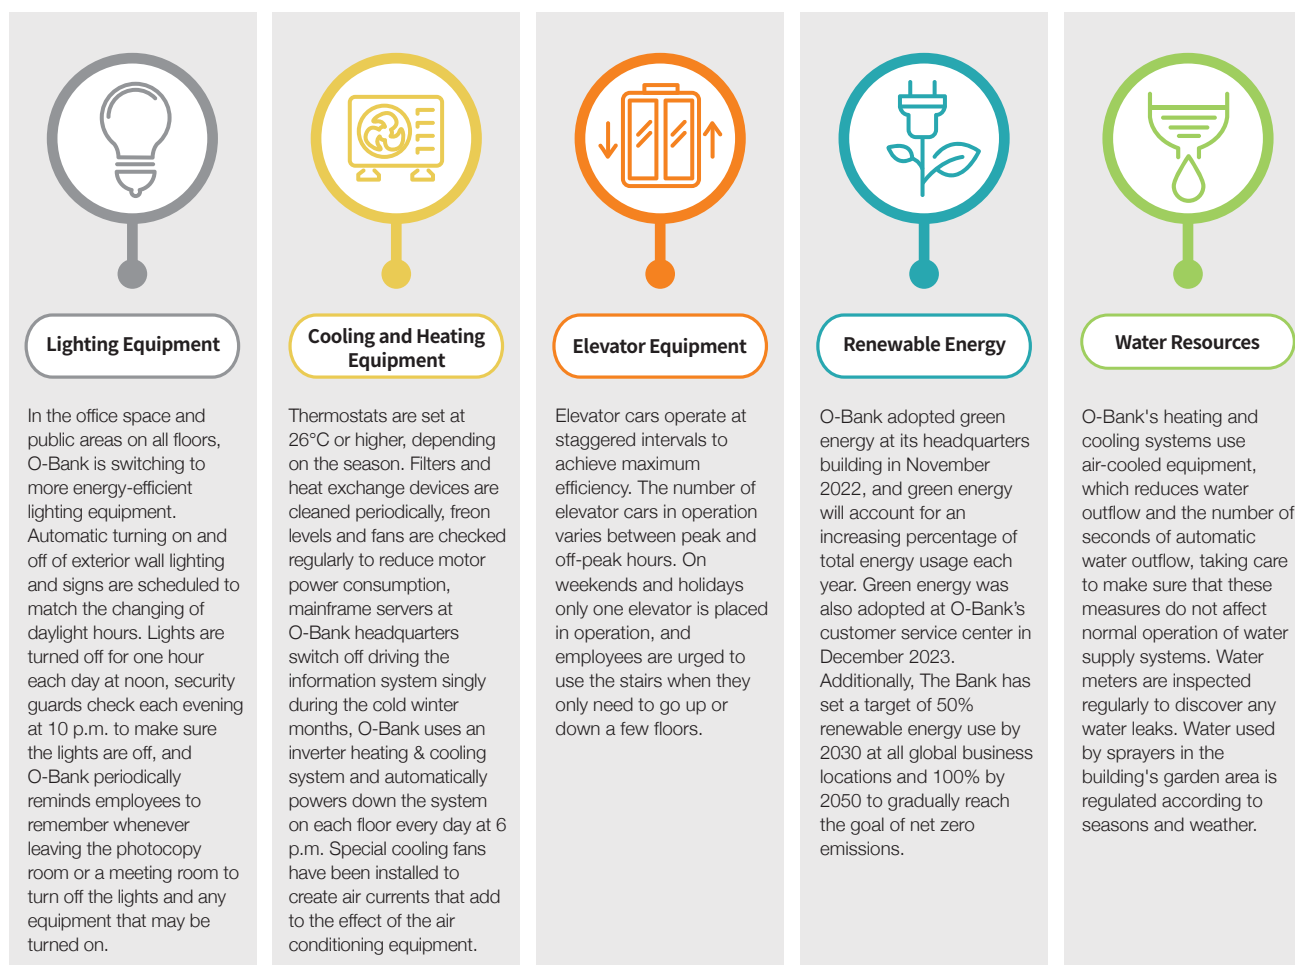 Lighting Equipment
In the office space and
public areas on all floors,
O-Bank is switching to
more energy-efficient
lighting equipment.
Automatic turning on and
off of exterior wall lighting
and signs are scheduled to
match the changing of
daylight hours. Lights are
turned off for one hour
each day at noon, security
guards check each evening
at 10 p.m. to make sure
the lights are off, and
O-Bank periodically
reminds employees to
remember whenever
leaving the photocopy
room or a meeting room to
turn off the lights and any
equipment that may be
turned on.
Cooling and Heating
Equipment
Thermostats are set at
26°C or higher, depending
on the season. Filters and
heat exchange devices are
cleaned periodically, freon
levels and fans are checked
regularly to reduce motor
power consumption,
mainframe servers at
O-Bank headquarters
switch off driving the
information system singly
during the cold winter
months, O-Bank uses an
inverter heating & cooling
system and automatically
powers down the system
on each floor every day at 6
p.m. Special cooling fans
have been installed to
create air currents that add
to the effect of the air
conditioning equipment.
Elevator Equipment
Elevator cars operate at
staggered intervals to
achieve maximum
efficiency. The number of
elevator cars in operation
varies between peak and
off-peak hours. On
weekends and holidays
only one elevator is placed
in operation, and
employees are urged to
use the stairs when they
only need to go up or
down a few floors.
Renewable Energy
O-Bank adopted green
energy at its headquarters
building in November
2022, and green energy
will account for an
increasing percentage of
total energy usage each
year. Green energy was
also adopted at O-Bank’s
customer service center in
December 2023.
Additionally, The Bank has
set a target of 50%
renewable energy use by
2030 at all global business
locations and 100% by
2050 to gradually reach
the goal of net zero
emissions.
Water Resources
O-Bank's heating and
cooling systems use
air-cooled equipment,
which reduces water
outflow and the number of
seconds of automatic
water outflow, taking care
to make sure that these
measures do not affect
normal operation of water
supply systems. Water
meters are inspected
regularly to discover any
water leaks. Water used
by sprayers in the
building's garden area is
regulated according to
seasons and weather.